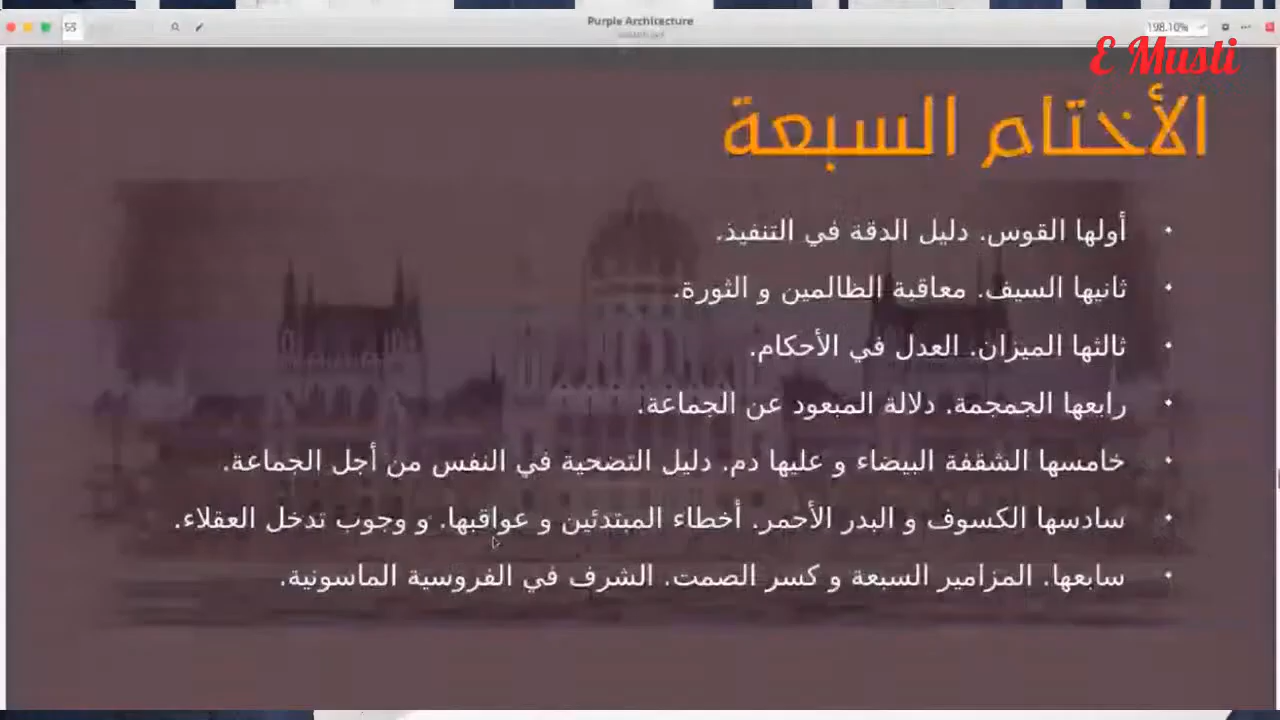 Purple Architecture
198.10%
E Musti
الأختام السبعة
أولها القوس. دليل الدقة في التنفيذ.
ثانيها السيف. معاقبة الظالمين و الثورة.
ثالثها الميزان. العدل في الأحكام.
رابعها الجمجمة. دلالة المبعود عن الجماعة.
خامسها الشقفة البيضاء و عليها دم. دليل التضحية في النفس من أجل الجماعة.
سادسها الكسوف و البدر الأحمر. أخطاء المبتدئين و عواقبها. و وجوب تدخل العقلاء.
سابعها. المزامير السبعة و كسر الصمت. الشرف في الفروسية الماسونية.